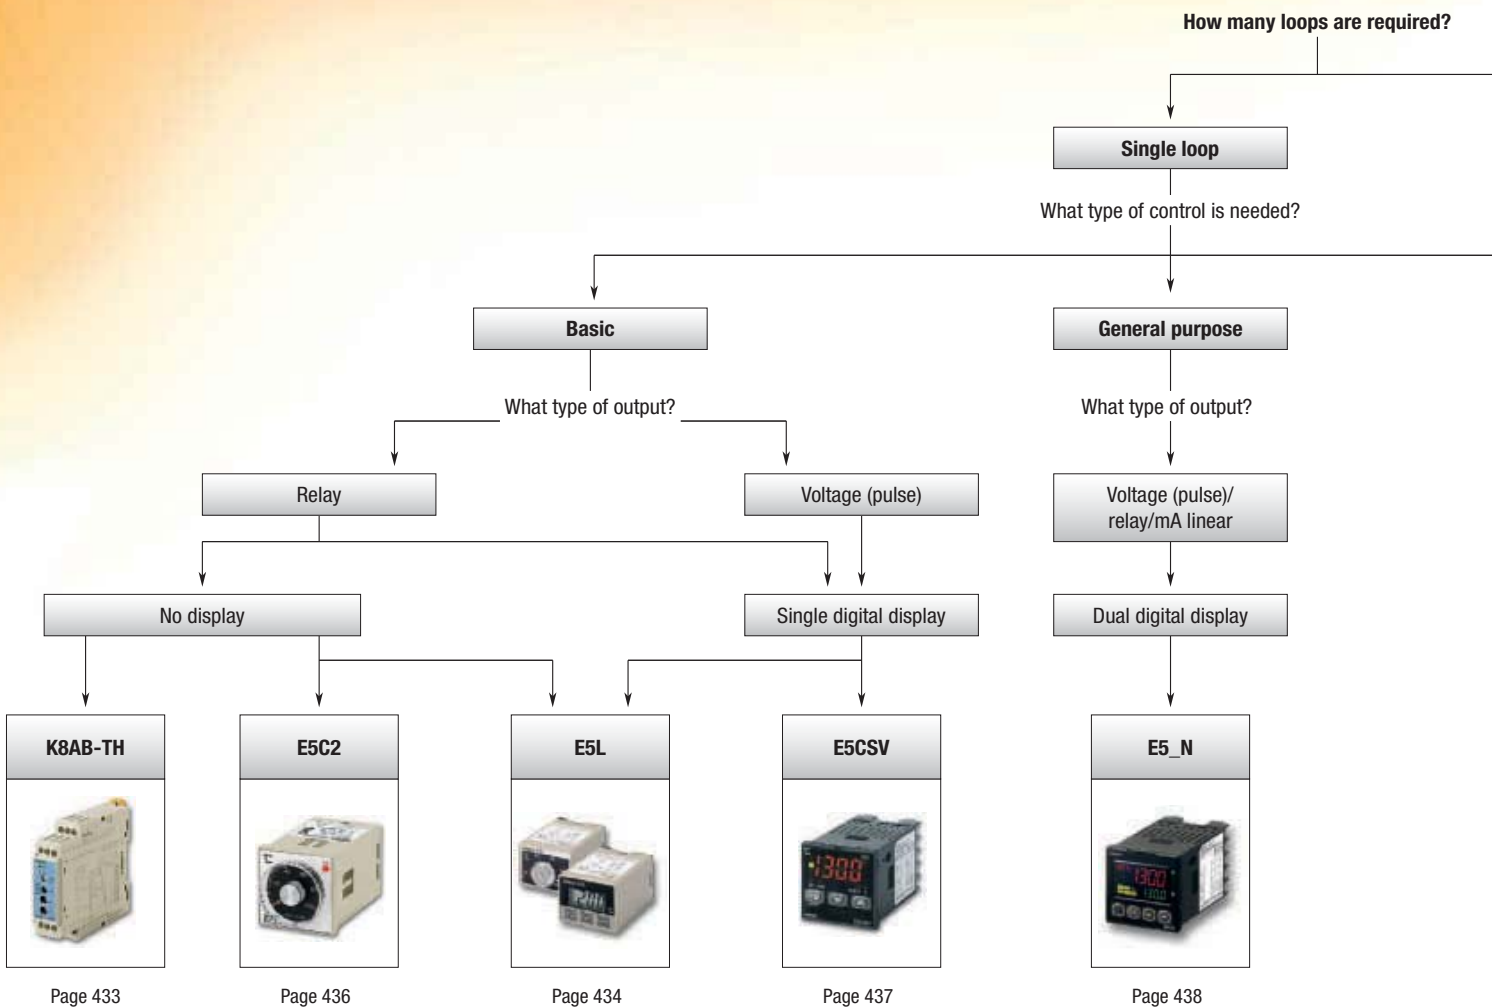 How many loops are required?
Single loop
What type of control is needed?
Basic
General purpose
What type of output?
What type of output?
Relay
Voltage (pulse)
Voltage (pulse)/
relay/mA linear
No display
Single digital display
Dual digital display
K8AB-TH
E5C2
E5L
E5CSV
E5_N
1300
1300
Page 433
Page 436
Page 434
Page 437
Page 438